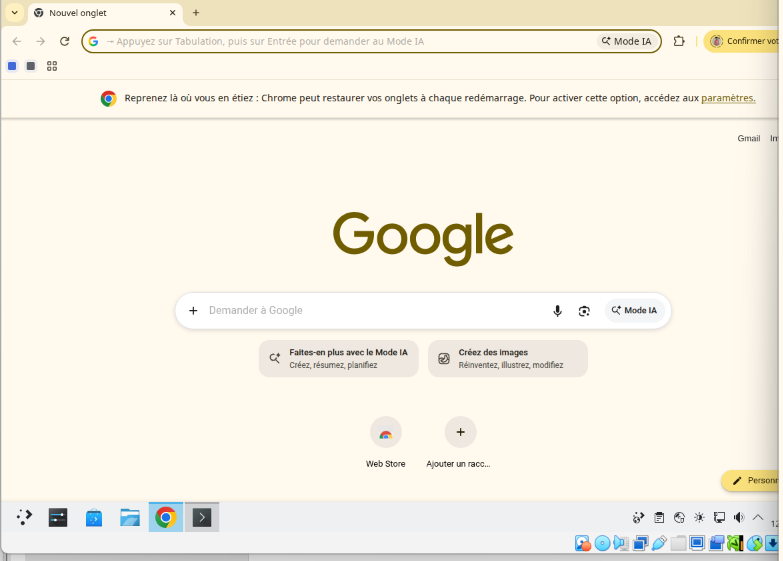 Nouvel onglet
→ Appuyez sur Tabulation, puis sur Entrée pour demander au Mode IA
Mode IA
Confirmer vot
Reprenez là où vous en étiez : Chrome peut restaurer vos onglets à chaque redémarrage. Pour activer cette option, accédez aux paramètres.
Gmail
Im
Google
Demander à Google
Mode IA
Faites-en plus avec le Mode IA
Créez, résumez, planifiez
Créez des images
Réinventez, illustrez, modifiez
Web Store
Ajouter un racc...
Personn
12